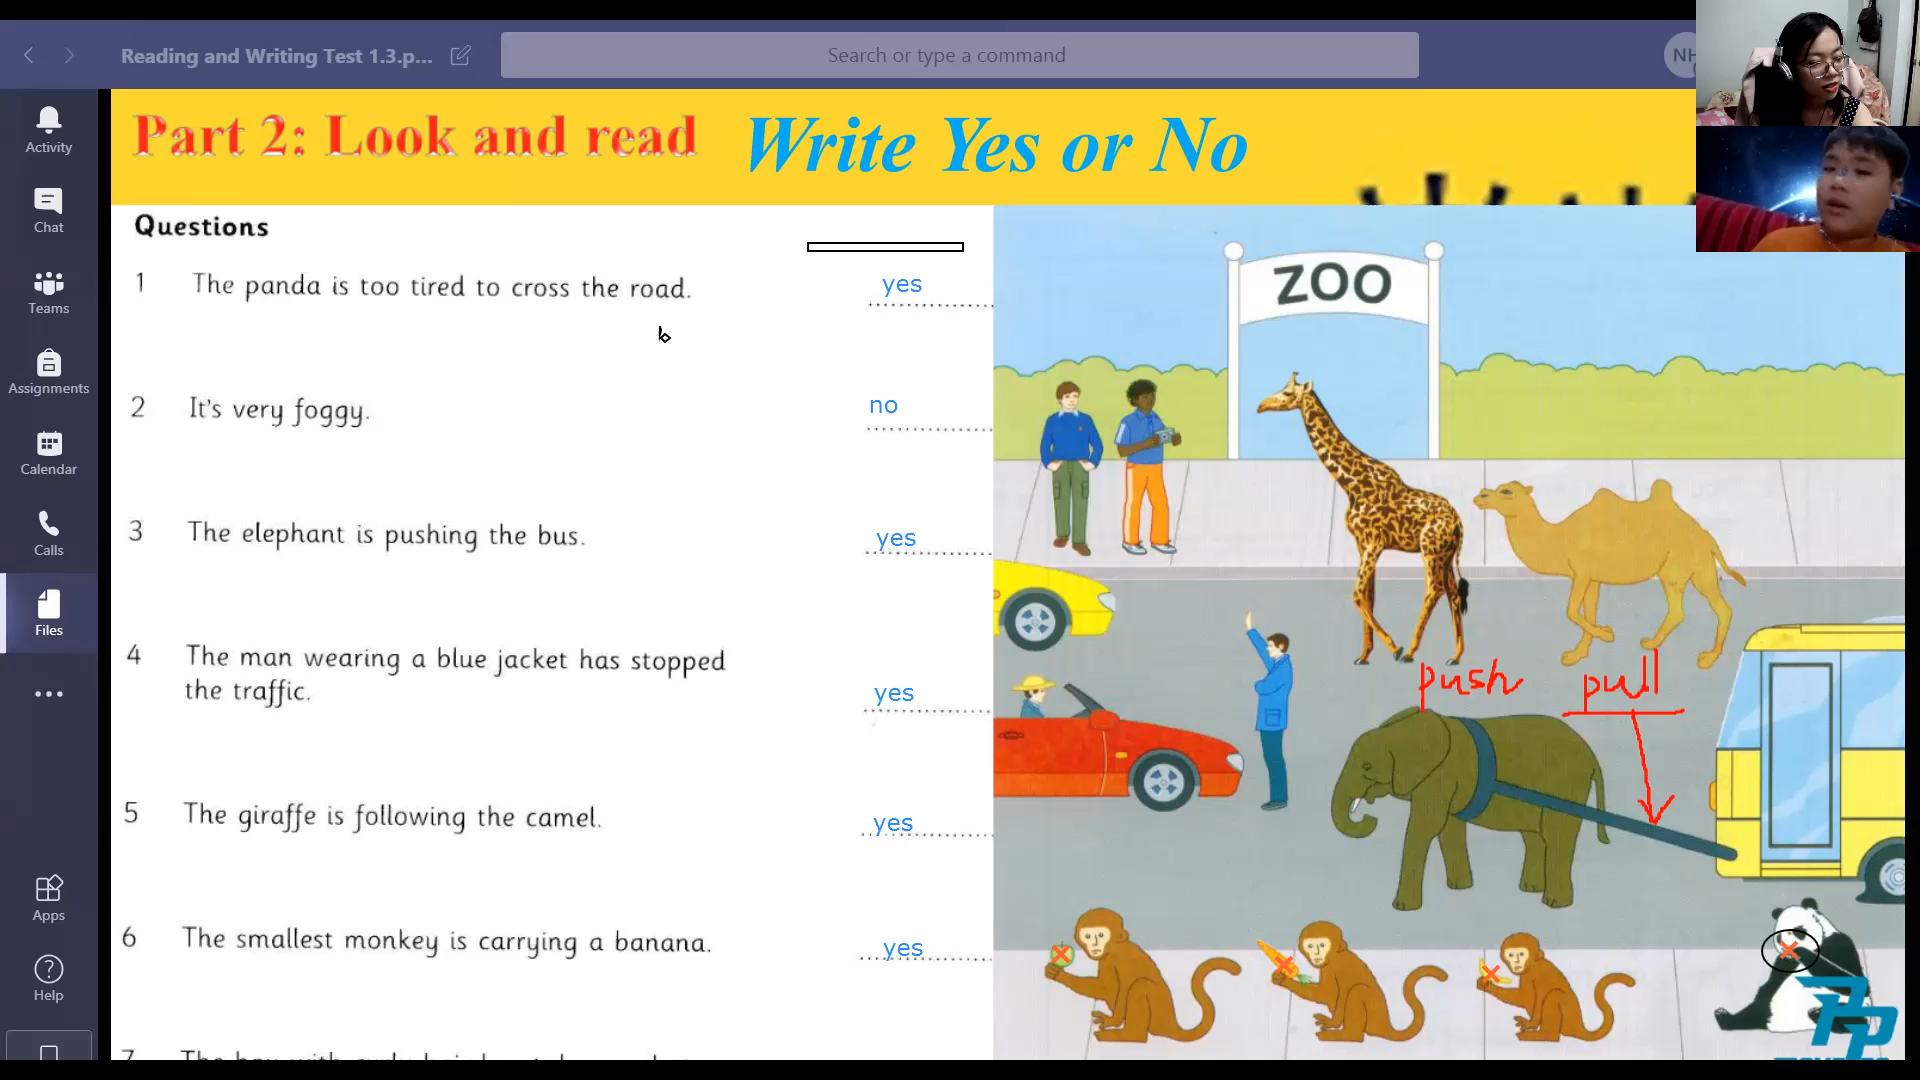 Reading and Writing Test 1.3.p...
Search or type a command
NH
Activity
Chat
Teams
Assignments
Calendar
Calls
Files
Apps
Help
Part 2: Look and read
Write Yes or No
Questions
1 The panda is too tired to cross the road. yes
2 It's very foggy. no
3 The elephant is pushing the bus. yes
4 The man wearing a blue jacket has stopped
the traffic. yes
5 The giraffe is following the camel. yes
6 The smallest monkey is carrying a banana. yes
ZOO
push pull